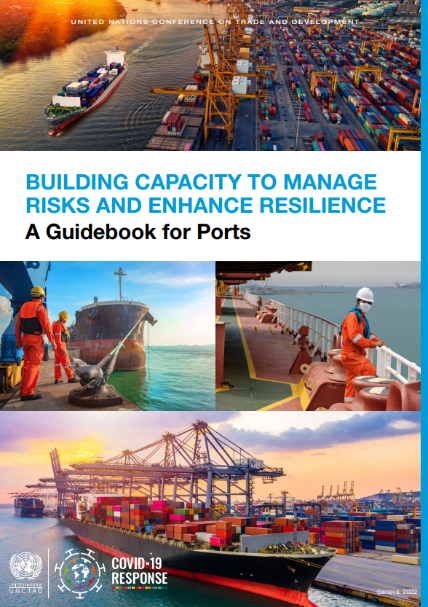 UNITED NATIONS CONFERENCE ON TRADE AND DEVELOPMENT
BUILDING CAPACITY TO MANAGE
RISKS AND ENHANCE RESILIENCE
A Guidebook for Ports
UNITED NATIONS
UNCTAD
COVID-19
RESPONSE
Geneva, 2022